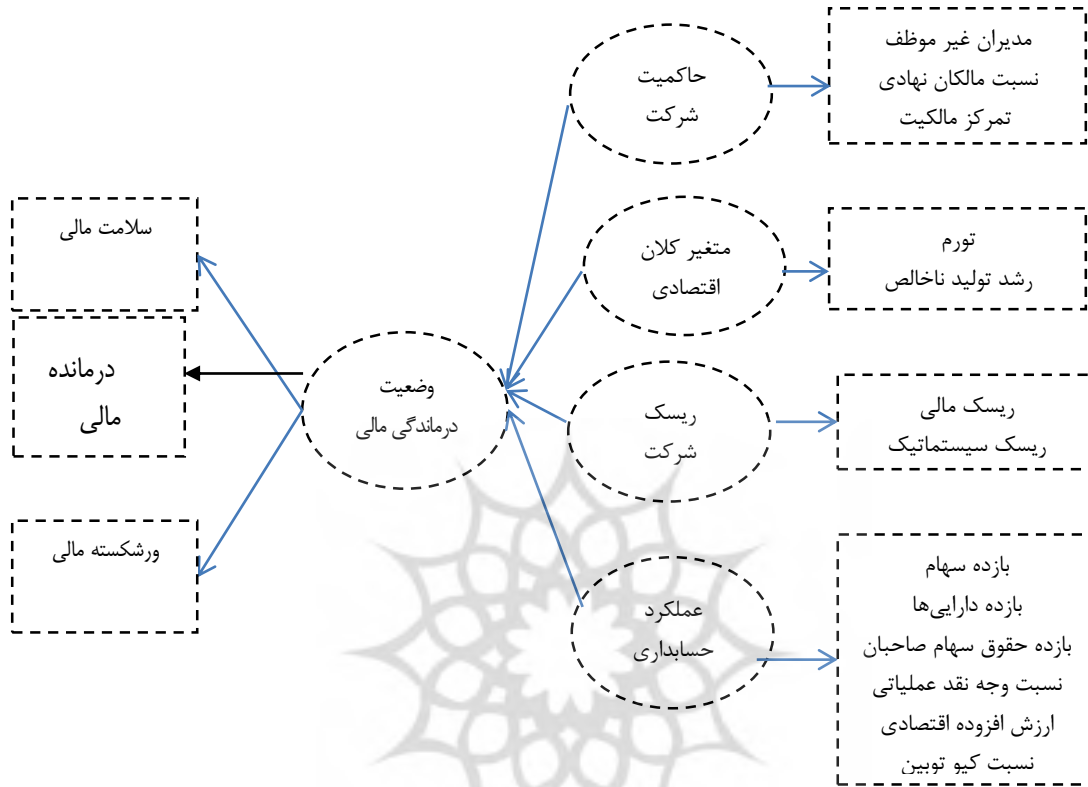 مدیران غیر موظف
نسبت مالکان نهادی
تمرکز مالکیت
حاکمیت
شرکت
تورم
رشد تولید ناخالص
متغیر کلان
اقتصادی
سلامت مالی
درمانده
مالی
وضعیت
درماندگی مالی
ریسک مالی
ریسک سیستماتیک
ریسک
شرکت
ورشکسته مالی
بازده سهام
بازده دارایی‌ها
بازده حقوق سهام صاحبان
نسبت وجه نقد عملیاتی
ارزش افزوده اقتصادی
نسبت کیو توبین
عملکرد
حسابداری